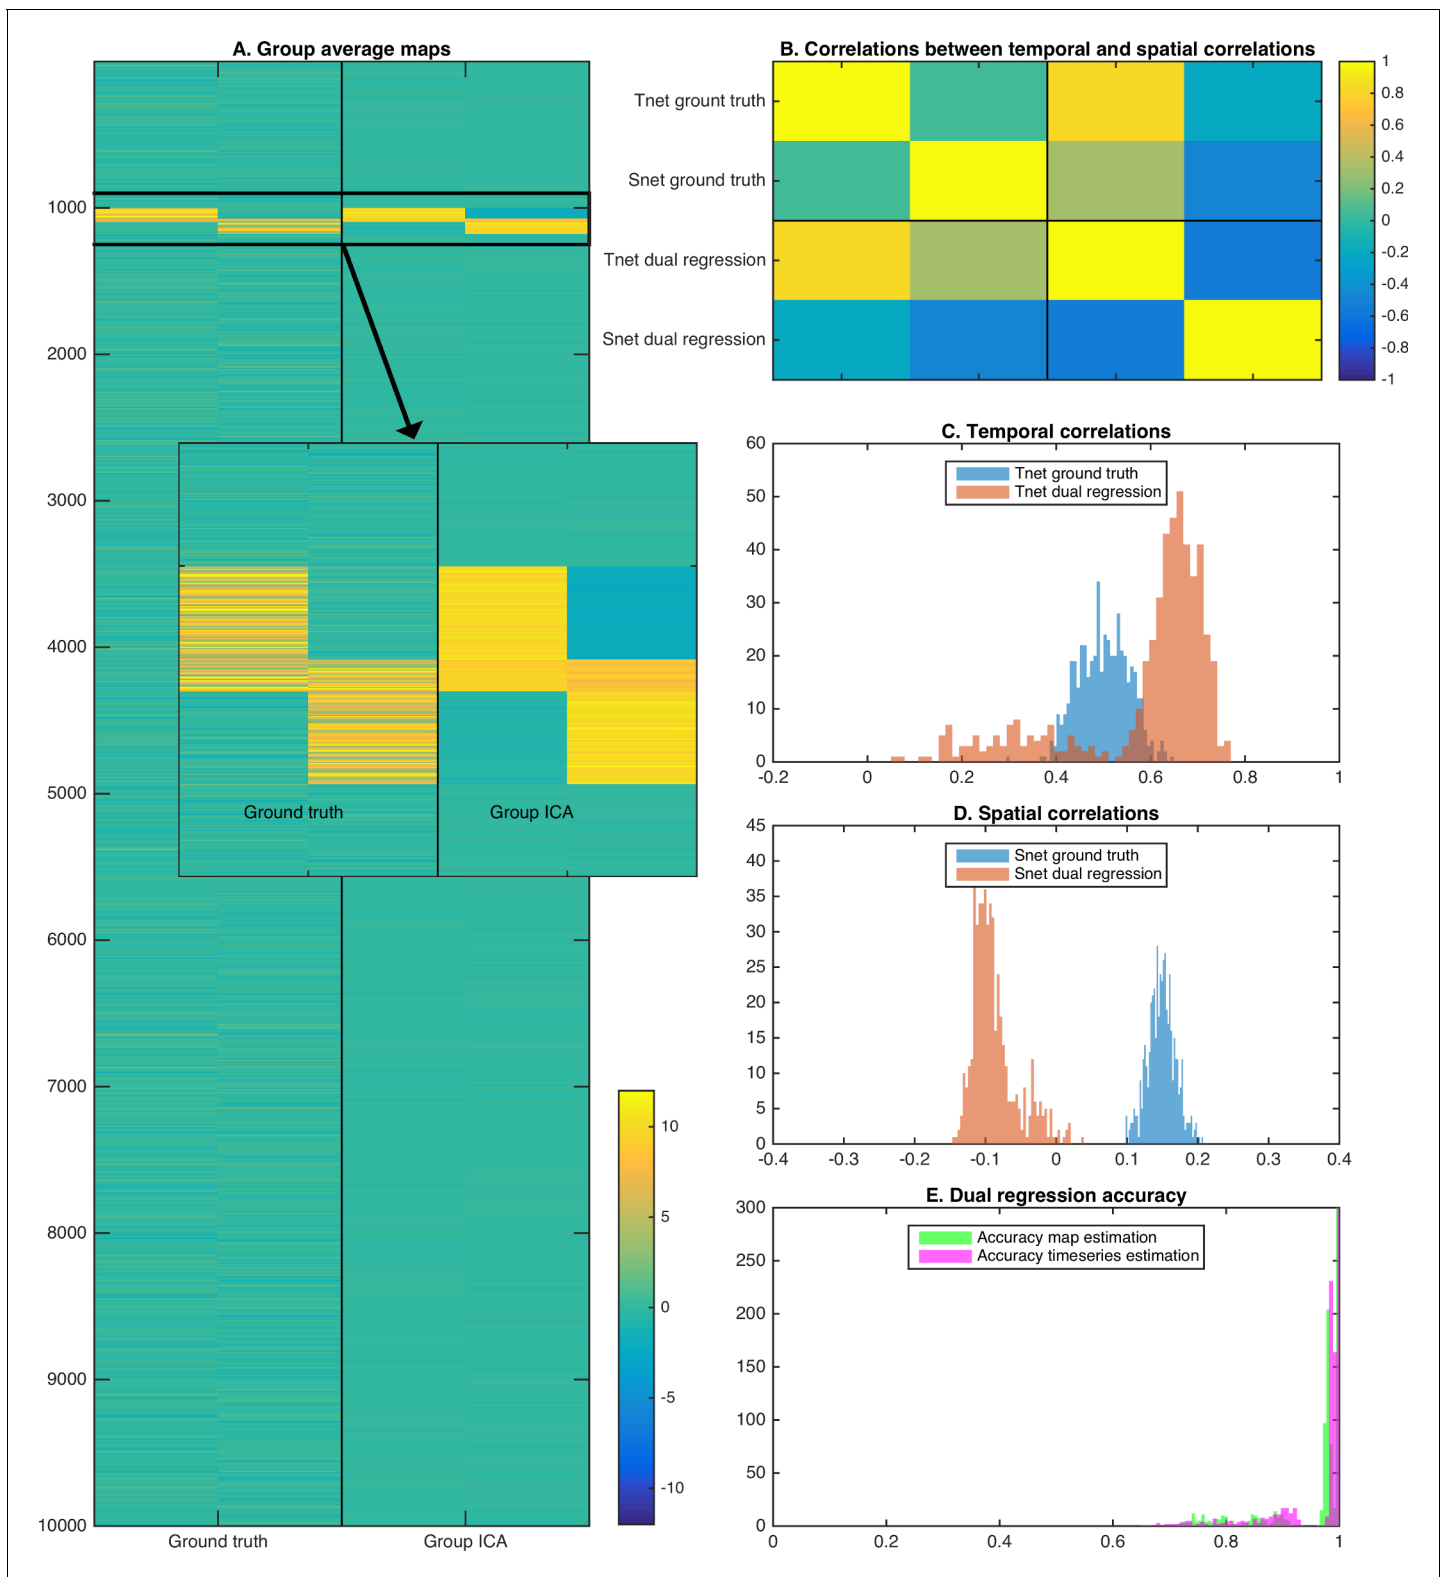 A. Group average maps
1000
2000
3000
4000
5000
6000
7000
8000
9000
10000
Ground truth
Group ICA
Ground truth
Group ICA
10
5
0
-5
-10
B. Correlations between temporal and spatial correlations
Tnet grount truth
Snet ground truth
Tnet dual regression
Snet dual regression
1
0.8
0.6
0.4
0.2
0
-0.2
-0.4
-0.6
-0.8
-1
C. Temporal correlations
Tnet ground truth
Tnet dual regression
60
50
40
30
20
10
0
-0.2 0 0.2 0.4 0.6 0.8 1
D. Spatial correlations
Snet ground truth
Snet dual regression
45
40
35
30
25
20
15
10
5
0
-0.4 -0.3 -0.2 -0.1 0 0.1 0.2 0.3 0.4
E. Dual regression accuracy
Accuracy map estimation
Accuracy timeseries estimation
300
250
200
150
100
50
0
0 0.2 0.4 0.6 0.8 1